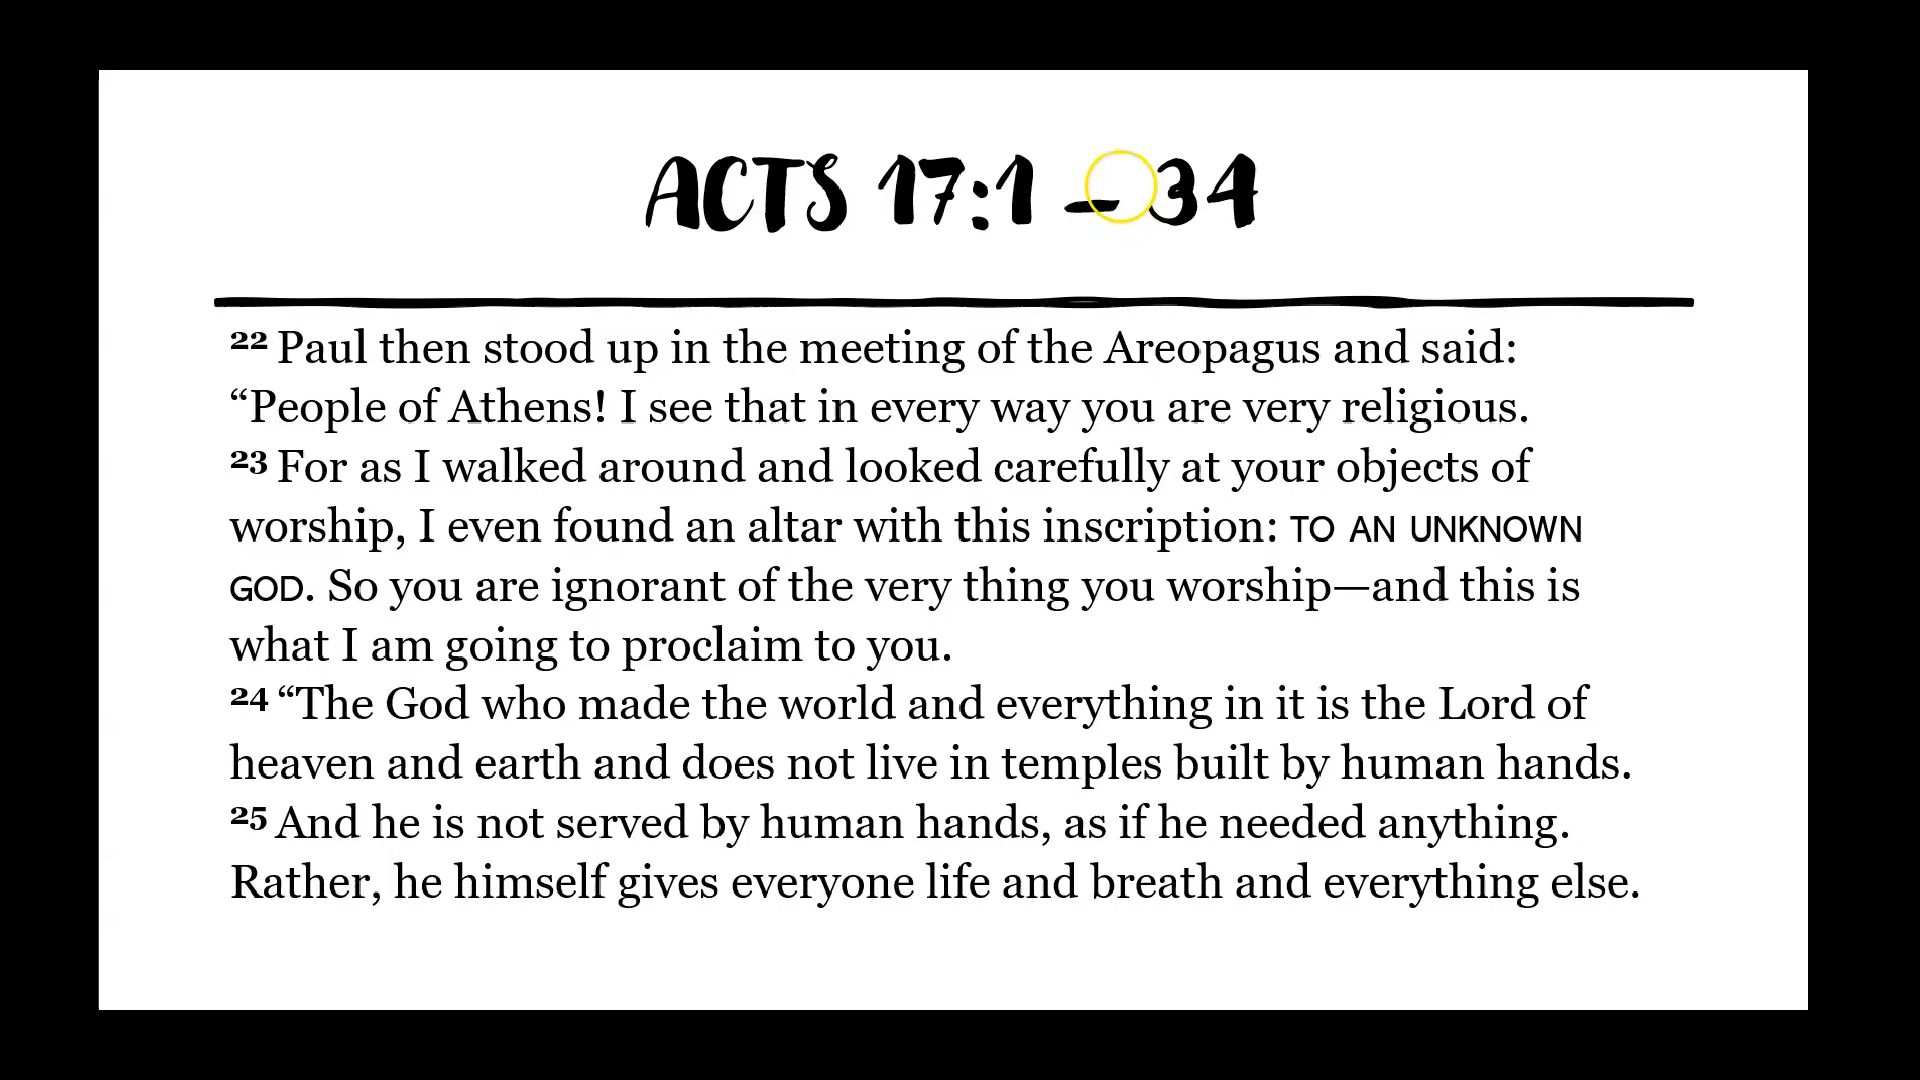 ACTS 17:1 – 34
22 Paul then stood up in the meeting of the Areopagus and said:
“People of Athens! I see that in every way you are very religious.
23 For as I walked around and looked carefully at your objects of
worship, I even found an altar with this inscription: TO AN UNKNOWN
GOD. So you are ignorant of the very thing you worship—and this is
what I am going to proclaim to you.
24 “The God who made the world and everything in it is the Lord of
heaven and earth and does not live in temples built by human hands.
25 And he is not served by human hands, as if he needed anything.
Rather, he himself gives everyone life and breath and everything else.